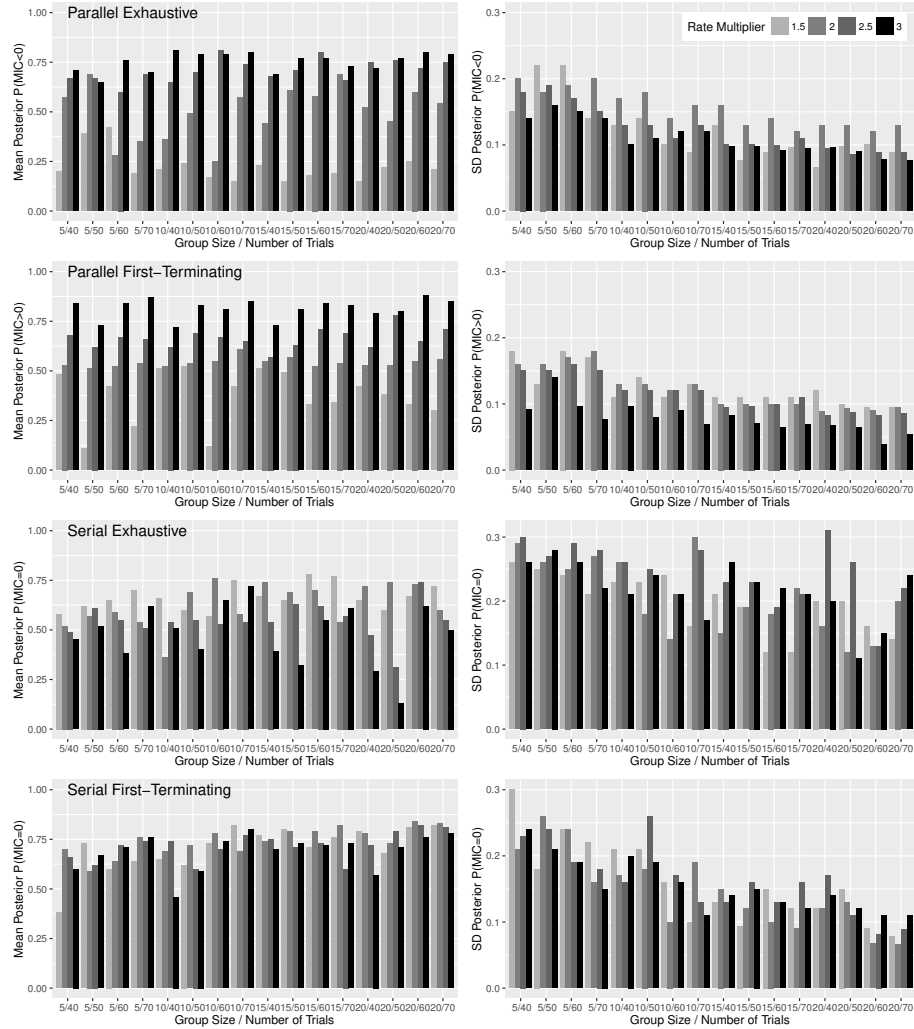 Parallel Exhaustive
Mean Posterior P(MIC<0)
1.00
0.75
0.50
0.25
0.00
5/40 5/50 5/60 5/70 10/40 10/50 10/60 10/70 15/40 15/50 15/60 15/70 20/40 20/50 20/60 20/70
Group Size / Number of Trials
Rate Multiplier 1.5 2 2.5 3
SD Posterior P(MIC<0)
0.3
0.2
0.1
0.0
5/40 5/50 5/60 5/70 10/40 10/50 10/60 10/70 15/40 15/50 15/60 15/70 20/40 20/50 20/60 20/70
Group Size / Number of Trials
Parallel First−Terminating
Mean Posterior P(MIC>0)
1.00
0.75
0.50
0.25
0.00
5/40 5/50 5/60 5/70 10/40 10/50 10/60 10/70 15/40 15/50 15/60 15/70 20/40 20/50 20/60 20/70
Group Size / Number of Trials
SD Posterior P(MIC>0)
0.3
0.2
0.1
0.0
5/40 5/50 5/60 5/70 10/40 10/50 10/60 10/70 15/40 15/50 15/60 15/70 20/40 20/50 20/60 20/70
Group Size / Number of Trials
Serial Exhaustive
Mean Posterior P(MIC=0)
1.00
0.75
0.50
0.25
0.00
5/40 5/50 5/60 5/70 10/40 10/50 10/60 10/70 15/40 15/50 15/60 15/70 20/40 20/50 20/60 20/70
Group Size / Number of Trials
SD Posterior P(MIC=0)
0.3
0.2
0.1
0.0
5/40 5/50 5/60 5/70 10/40 10/50 10/60 10/70 15/40 15/50 15/60 15/70 20/40 20/50 20/60 20/70
Group Size / Number of Trials
Serial First−Terminating
Mean Posterior P(MIC=0)
1.00
0.75
0.50
0.25
0.00
5/40 5/50 5/60 5/70 10/40 10/50 10/60 10/70 15/40 15/50 15/60 15/70 20/40 20/50 20/60 20/70
Group Size / Number of Trials
SD Posterior P(MIC=0)
0.3
0.2
0.1
0.0
5/40 5/50 5/60 5/70 10/40 10/50 10/60 10/70 15/40 15/50 15/60 15/70 20/40 20/50 20/60 20/70
Group Size / Number of Trials